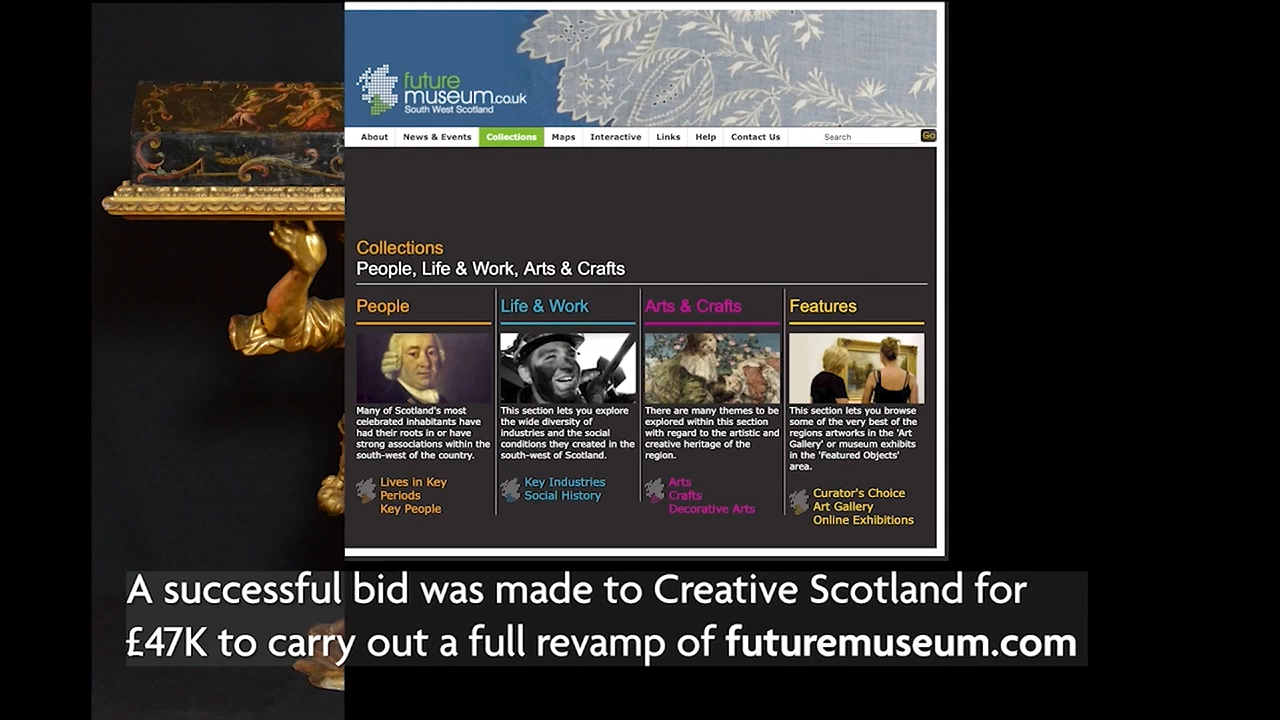 future
museum.co.uk
South West Scotland
About News & Events Collections Maps Interactive Links Help Contact Us Search Go
Collections
People, Life & Work, Arts & Crafts
People
Many of Scotland's most
celebrated inhabitants have
had their roots in or have
strong associations within the
south-west of the country.
Lives in Key
Periods
Key People
Life & Work
This section lets you explore
the wide diversity of
industries and the social
conditions they created in the
south-west of Scotland.
Key Industries
Social History
Arts & Crafts
There are many themes to be
explored within this section
with regard to the artistic and
creative heritage of the
region.
Arts
Crafts
Decorative Arts
Features
This section lets you browse
some of the very best of the
regions artworks in the 'Art
Gallery' or museum exhibits
in the 'Featured Objects'
area.
Curator's Choice
Art Gallery
Online Exhibitions
A successful bid was made to Creative Scotland for
£47K to carry out a full revamp of futuremuseum.com